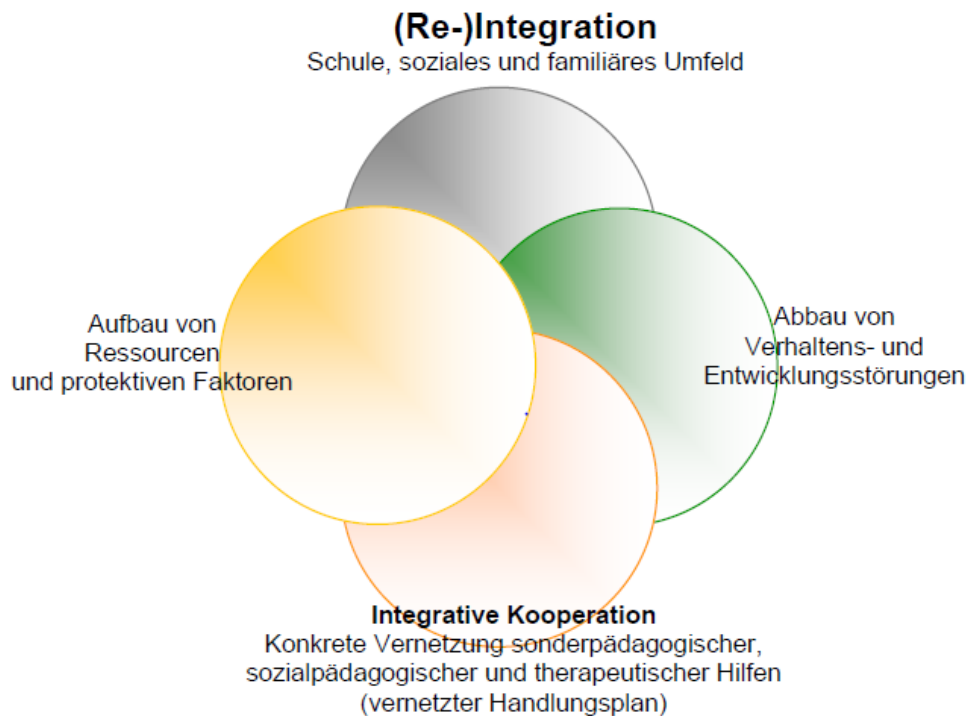 (Re-)Integration
Schule, soziales und familiäres Umfeld
Aufbau von
Ressourcen
und protektiven Faktoren
Abbau von
Verhaltens- und
Entwicklungsstörungen
Integrative Kooperation
Konkrete Vernetzung sonderpädagogischer,
sozialpädagogischer und therapeutischer Hilfen
(vernetzter Handlungsplan)